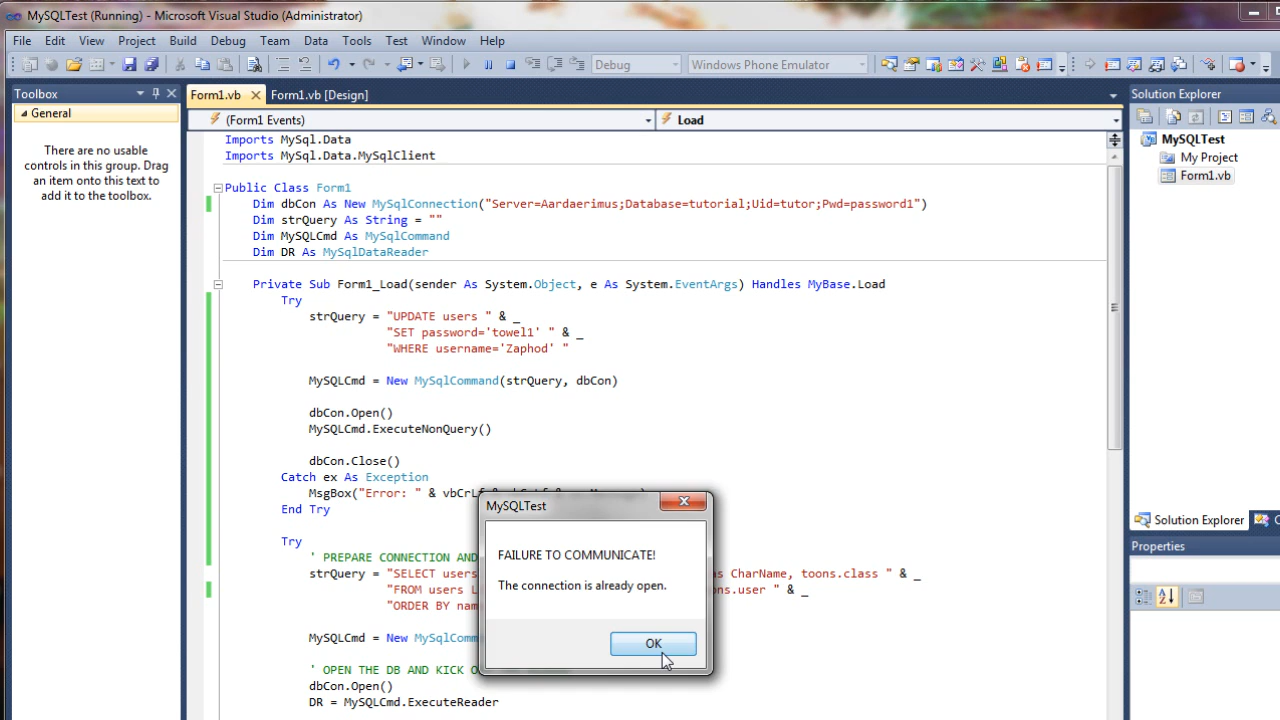 MySQLTest (Running) - Microsoft Visual Studio (Administrator)
File Edit View Project Build Debug Team Data Tools Test Window Help
Debug Windows Phone Emulator
Toolbox
General
There are no usable
controls in this group. Drag
an item onto this text to
add it to the toolbox.
Form1.vb Form1.vb [Design]
(Form1 Events) Load
Imports MySql.Data
Imports MySql.Data.MySqlClient
Public Class Form1
Dim dbCon As New MySqlConnection("Server=Aardaerimus;Database=tutorial;Uid=tutor;Pwd=password1")
Dim strQuery As String = ""
Dim MySQLCmd As MySqlCommand
Dim DR As MySqlDataReader
Private Sub Form1_Load(sender As System.Object, e As System.EventArgs) Handles MyBase.Load
Try
strQuery = "UPDATE users " & _
"SET password='towel1' " & _
"WHERE username='Zaphod' "
MySQLCmd = New MySqlCommand(strQuery, dbCon)
dbCon.Open()
MySQLCmd.ExecuteNonQuery()
dbCon.Close()
Catch ex As Exception
MsgBox("Error: " & vbCrLf
End Try
Try
' PREPARE CONNECTION AND
strQuery = "SELECT users as CharName, toons.class " & _
"FROM users ons.user " & _
"ORDER BY nam
MySQLCmd = New MySqlComm
' OPEN THE DB AND KICK
dbCon.Open()
DR = MySQLCmd.ExecuteReader
MySQLTest
FAILURE TO COMMUNICATE!
The connection is already open.
OK
Solution Explorer
MySQLTest
My Project
Form1.vb
Solution Explorer
Properties